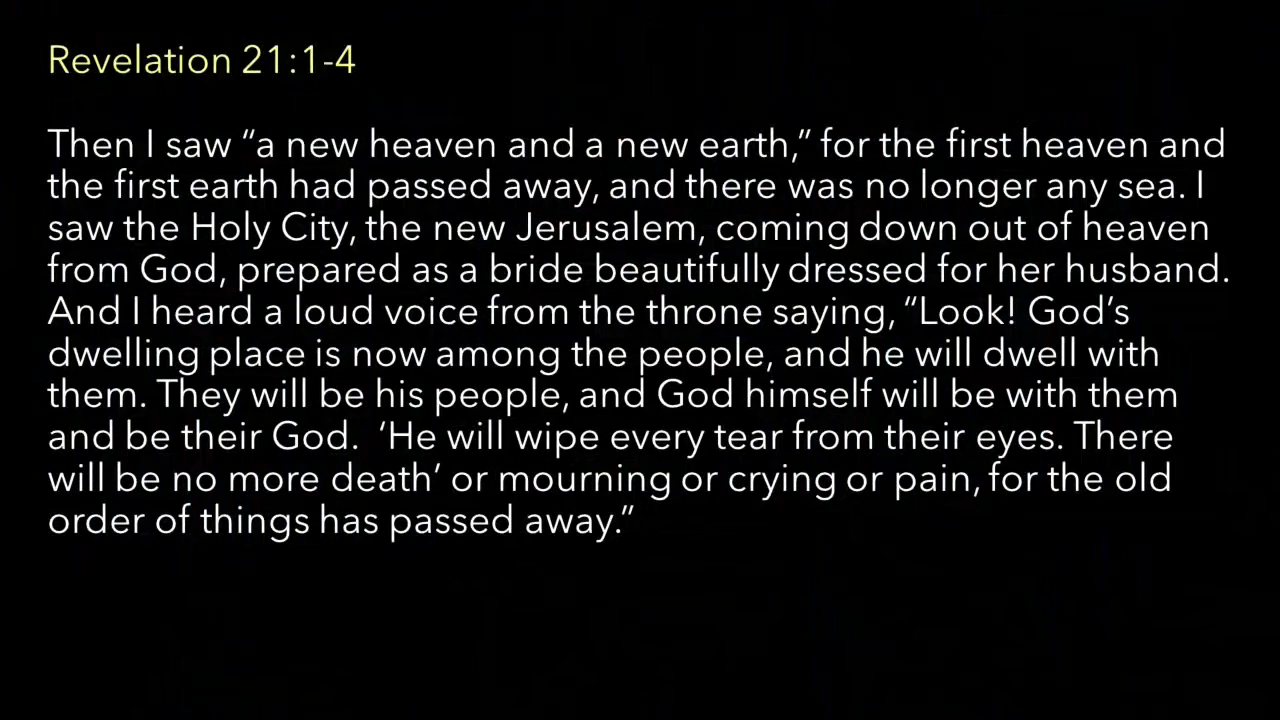 Revelation 21:1-4
Then I saw “a new heaven and a new earth,” for the first heaven and
the first earth had passed away, and there was no longer any sea. I
saw the Holy City, the new Jerusalem, coming down out of heaven
from God, prepared as a bride beautifully dressed for her husband.
And I heard a loud voice from the throne saying, “Look! God’s
dwelling place is now among the people, and he will dwell with
them. They will be his people, and God himself will be with them
and be their God.  ‘He will wipe every tear from their eyes. There
will be no more death’ or mourning or crying or pain, for the old
order of things has passed away.”